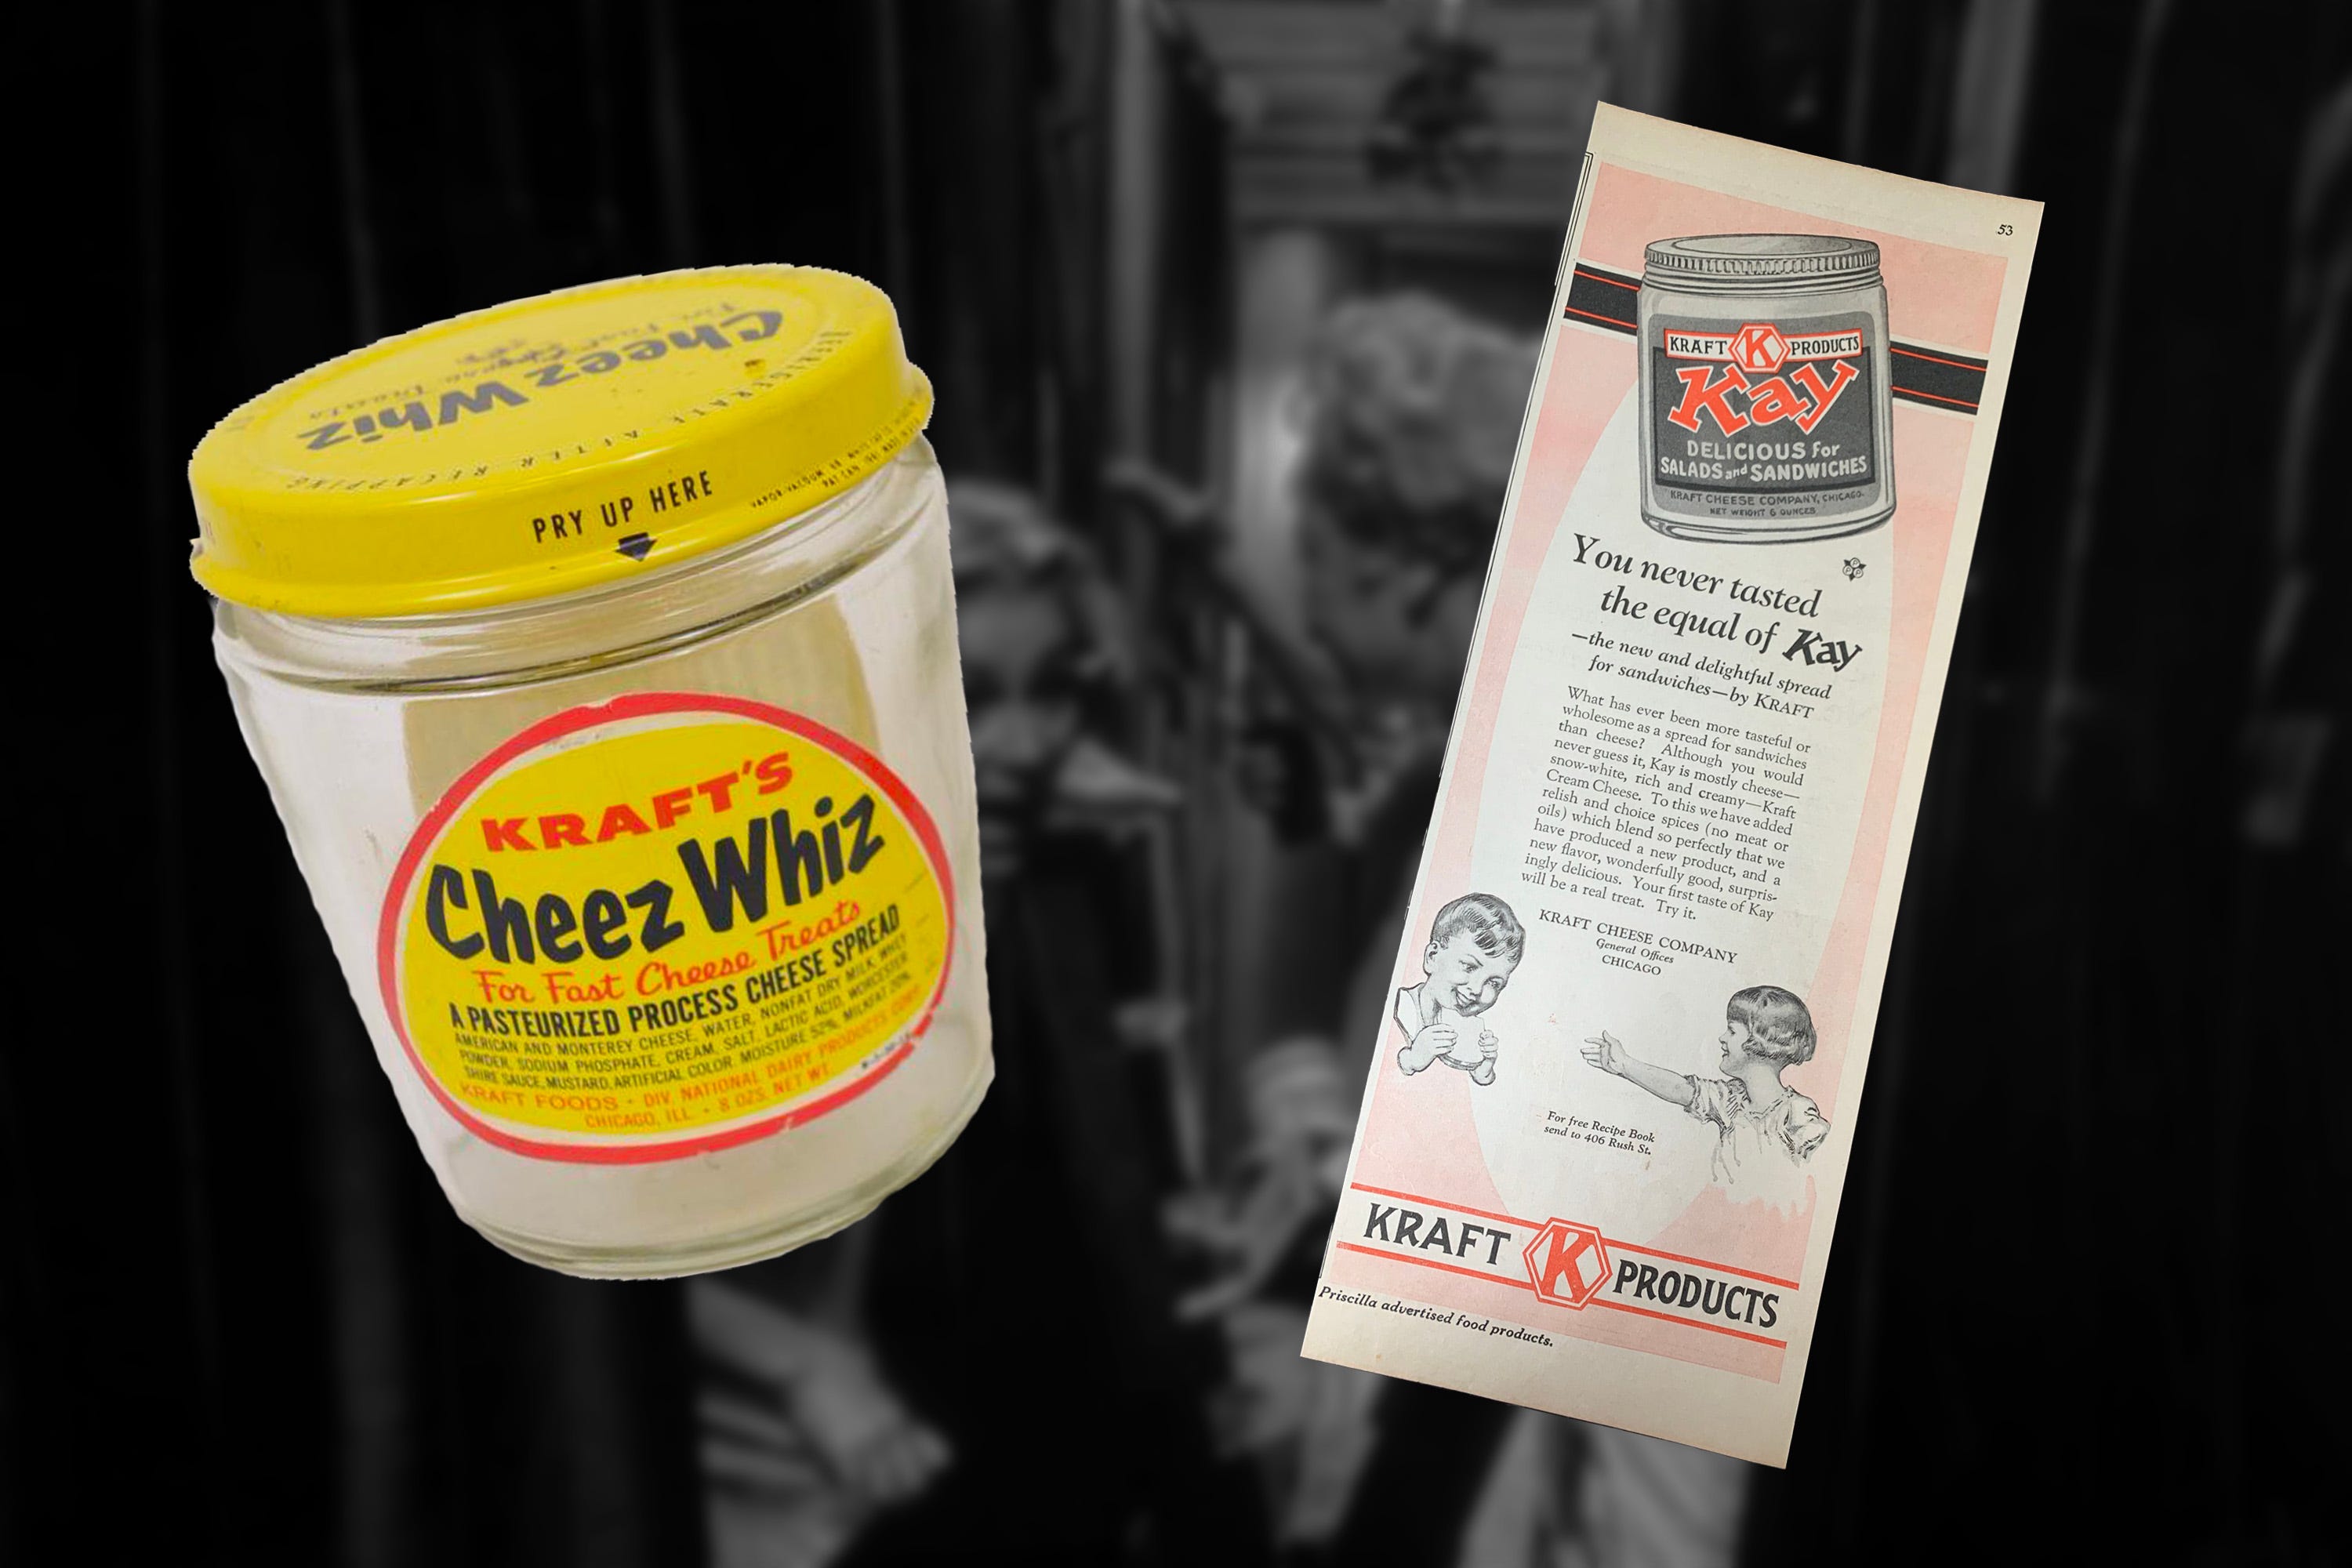 Cheez Whiz
REFRIGERATE AFTER RECAPPING
PRY UP HERE
KRAFT'S
Cheez Whiz
For Fast Cheese Treats
A PASTEURIZED PROCESS CHEESE SPREAD
AMERICAN AND MONTEREY CHEESE, WATER, NONFAT DRY MILK, WHEY
POWDER, SODIUM PHOSPHATE, CREAM, SALT, LACTIC ACID, WORCESTER
SHIRE SAUCE, MUSTARD, ARTIFICIAL COLOR. MOISTURE 52%, MILKFAT 20%.
KRAFT FOODS • DIV. NATIONAL DAIRY PRODUCTS CORP.
CHICAGO, ILL • 8 OZS. NET WT.
53
KRAFT K PRODUCTS
Kay
DELICIOUS for
SALADS and SANDWICHES
KRAFT CHEESE COMPANY, CHICAGO.
NET WEIGHT 6 OUNCES
You never tasted
the equal of Kay
—the new and delightful spread
for sandwiches—by KRAFT
What has ever been more tasteful or
wholesome as a spread for sandwiches
than cheese? Although you would
never guess it, Kay is mostly cheese—
snow-white, rich and creamy—Kraft
Cream Cheese. To this we have added
relish and choice spices (no meat or
oils) which blend so perfectly that we
have produced a new product, and a
new flavor, wonderfully good, surpris-
ingly delicious. Your first taste of Kay
will be a real treat. Try it.
KRAFT CHEESE COMPANY
General Offices
CHICAGO
For free Recipe Book
send to 406 Rush St.
KRAFT K PRODUCTS
Priscilla advertised food products.